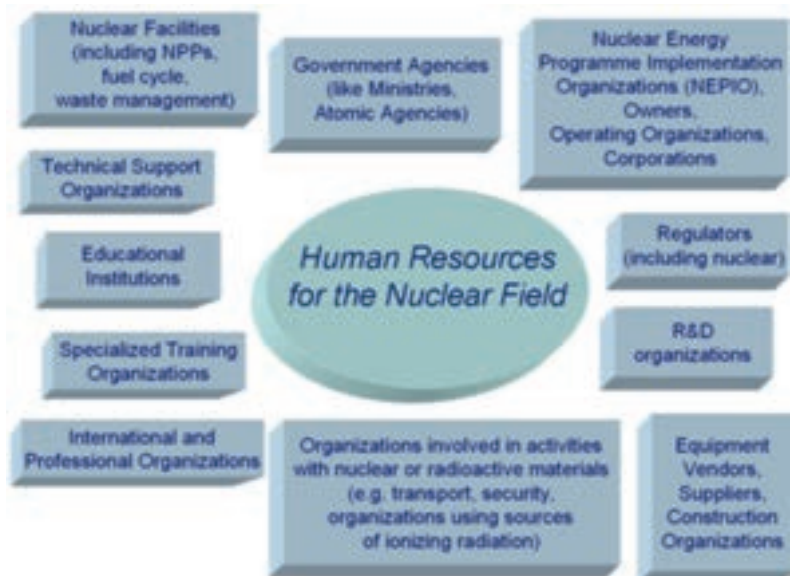 Nuclear Facilities
(including NPPs,
fuel cycle,
waste management)
Government Agencies
(like Ministries,
Atomic Agencies)
Nuclear Energy
Programme Implementation
Organizations (NEPIO),
Owners,
Operating Organizations,
Corporations
Technical Support
Organizations
Educational
Institutions
Human Resources
for the Nuclear Field
Regulators
(including nuclear)
R&D
organizations
Specialized Training
Organizations
International and
Professional Organizations
Organizations involved in activities
with nuclear or radioactive materials
(e.g. transport, security,
organizations using sources
of ionizing radiation)
Equipment
Vendors,
Suppliers,
Construction
Organizations